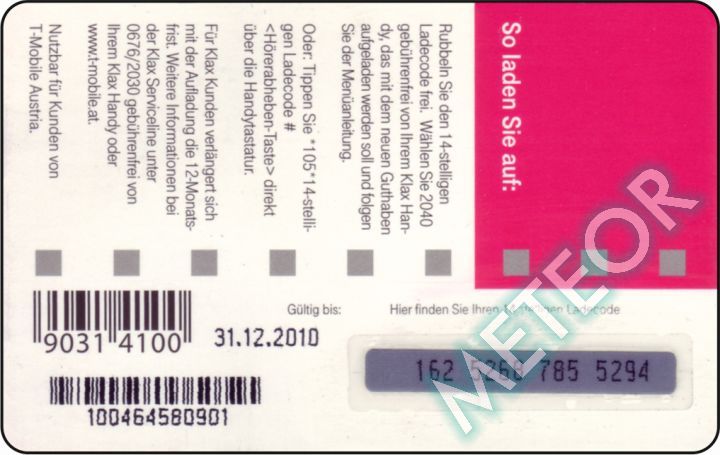 So laden Sie auf:
Rubbeln Sie den 14-stelligen
Ladecode frei. Wählen Sie 2040
gebührenfrei von Ihrem Klax Han-
dy, das mit dem neuen Guthaben
aufgeladen werden soll und folgen
Sie der Menüanleitung.
Oder: Tippen Sie *105*14-stelli-
gen Ladecode #
<Hörerabheben-Taste> direkt
über die Handytastatur.
Für Klax Kunden verlängert sich
mit der Aufladung die 12-Monats-
frist. Weitere Informationen bei
der Klax Serviceline unter
0676/2030 gebührenfrei von
Ihrem Klax Handy oder
www.t-mobile.at.
Nutzbar für Kunden von
T-Mobile Austria.
Gültig bis:
31.12.2010
Hier finden Sie Ihren 14-stelligen Ladecode
162 5268 785 5294
9031 4100
100464580901
METEOR